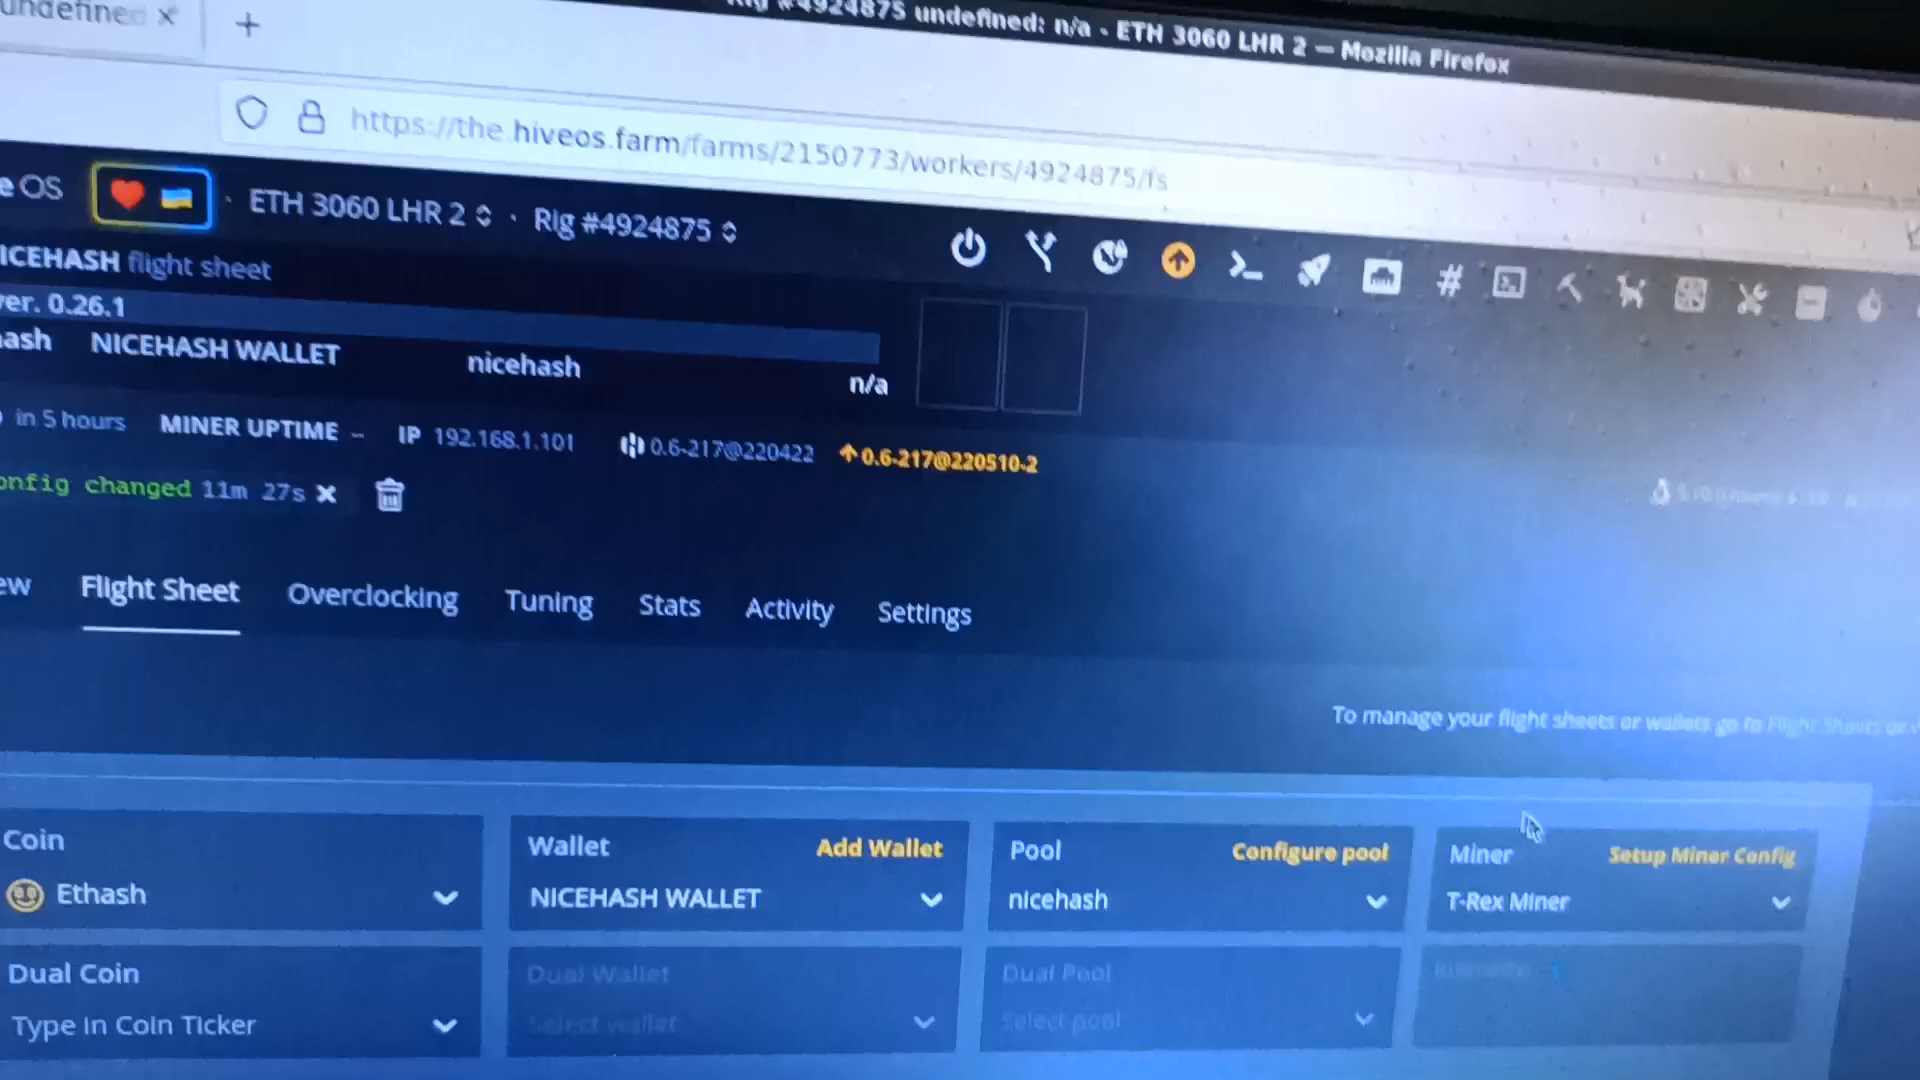 undefined
Rig #4924875 undefined: n/a - ETH 3060 LHR 2 — Mozilla Firefox
https://the.hiveos.farm/farms/2150773/workers/4924875/fs
e OS · ETH 3060 LHR 2 · Rig #4924875
ICEHASH flight sheet
ver. 0.26.1
ash NICEHASH WALLET nicehash n/a
in 5 hours MINER UPTIME – IP 192.168.1.101 0.6-217@220422 0.6-217@220510-2
onfig changed 11m 27s
ew Flight Sheet Overclocking Tuning Stats Activity Settings
To manage your flight sheets or wallets go to Flight Sheets or
Coin Wallet Add Wallet Pool Configure pool Miner Setup Miner Config
Ethash NICEHASH WALLET nicehash T-Rex Miner
Dual Coin Dual Wallet Dual Pool
Type in Coin Ticker Select wallet Select pool